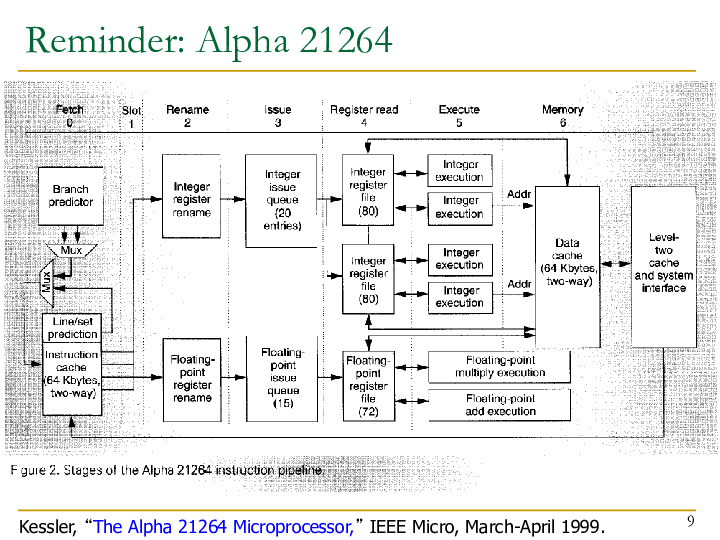 Reminder: Alpha 21264
Fetch
0
Slot
1
Rename
2
Issue
3
Register read
4
Execute
5
Memory
6
Branch
predictor
Mux
Mux
Line/set
prediction
Instruction
cache
(64 Kbytes,
two-way)
Integer
register
rename
Floating-
point
register
rename
Integer
issue
queue
(20
entries)
Floating-
point
issue
queue
(15)
Integer
register
file
(80)
Integer
register
file
(80)
Floating-
point
register
file
(72)
Integer
execution
Integer
execution
Integer
execution
Integer
execution
Floating-point
multiply execution
Floating-point
add execution
Addr
Addr
Data
cache
(64 Kbytes,
two-way)
Level-
two
cache
and system
interface
Figure 2. Stages of the Alpha 21264 instruction pipeline.
Kessler, “The Alpha 21264 Microprocessor,” IEEE Micro, March-April 1999.
9